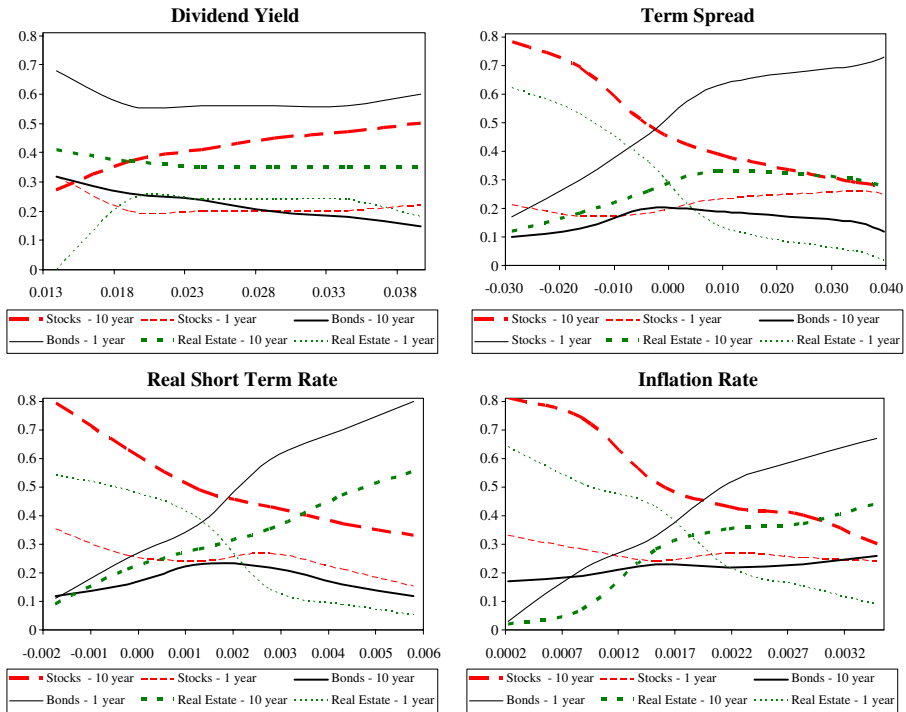 Dividend Yield
0.8
0.7
0.6
0.5
0.4
0.3
0.2
0.1
0
0.013 0.018 0.023 0.028 0.033 0.038
Stocks - 10 year Stocks - 1 year Bonds - 10 year
Bonds - 1 year Real Estate - 10 year Real Estate - 1 year
Term Spread
0.8
0.7
0.6
0.5
0.4
0.3
0.2
0.1
0
-0.030 -0.020 -0.010 0.000 0.010 0.020 0.030 0.040
Stocks - 10 year Stocks - 1 year Bonds - 10 year
Stocks - 1 year Real Estate - 10 year Real Estate - 1 year
Real Short Term Rate
0.8
0.7
0.6
0.5
0.4
0.3
0.2
0.1
0
-0.002 -0.001 0.000 0.001 0.002 0.003 0.004 0.005 0.006
Stocks - 10 year Stocks - 1 year Bonds - 10 year
Bonds - 1 year Real Estate - 10 year Real Estate - 1 year
Inflation Rate
0.8
0.7
0.6
0.5
0.4
0.3
0.2
0.1
0
0.0002 0.0007 0.0012 0.0017 0.0022 0.0027 0.0032
Stocks - 10 year Stocks - 1 year Bonds - 10 year
Bonds - 1 year Real Estate - 10 year Real Estate - 1 year